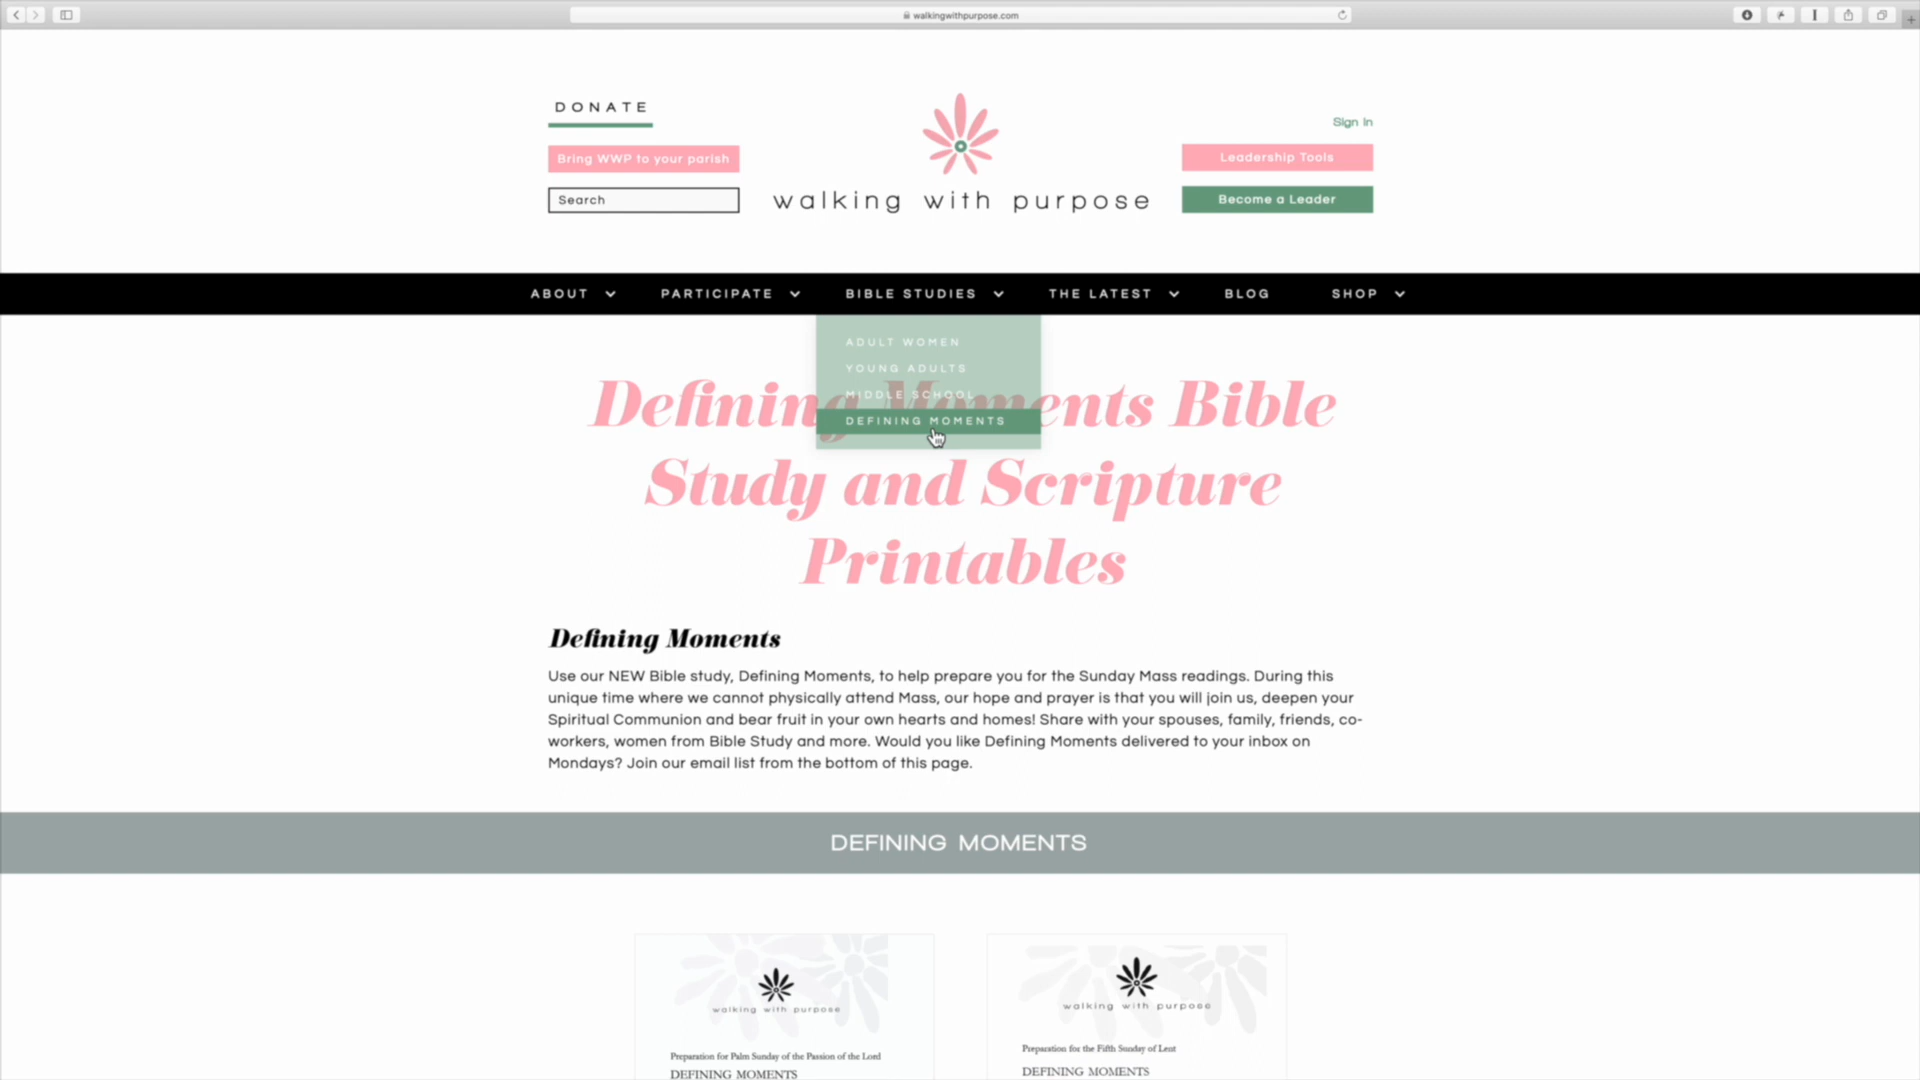 walkingwithpurpose.com
DONATE
Bring WWP to your parish
Search
walking with purpose
Sign In
Leadership Tools
Become a Leader
ABOUT PARTICIPATE BIBLE STUDIES THE LATEST BLOG SHOP
ADULT WOMEN
YOUNG ADULTS
MIDDLE SCHOOL
DEFINING MOMENTS
Defining Moments Bible
Study and Scripture
Printables
Defining Moments
Use our NEW Bible study, Defining Moments, to help prepare you for the Sunday Mass readings. During this
unique time where we cannot physically attend Mass, our hope and prayer is that you will join us, deepen your
Spiritual Communion and bear fruit in your own hearts and homes! Share with your spouses, family, friends, co-
workers, women from Bible Study and more. Would you like Defining Moments delivered to your inbox on
Mondays? Join our email list from the bottom of this page.
DEFINING MOMENTS
walking with purpose
Preparation for Palm Sunday of the Passion of the Lord
DEFINING MOMENTS
walking with purpose
Preparation for the Fifth Sunday of Lent
DEFINING MOMENTS